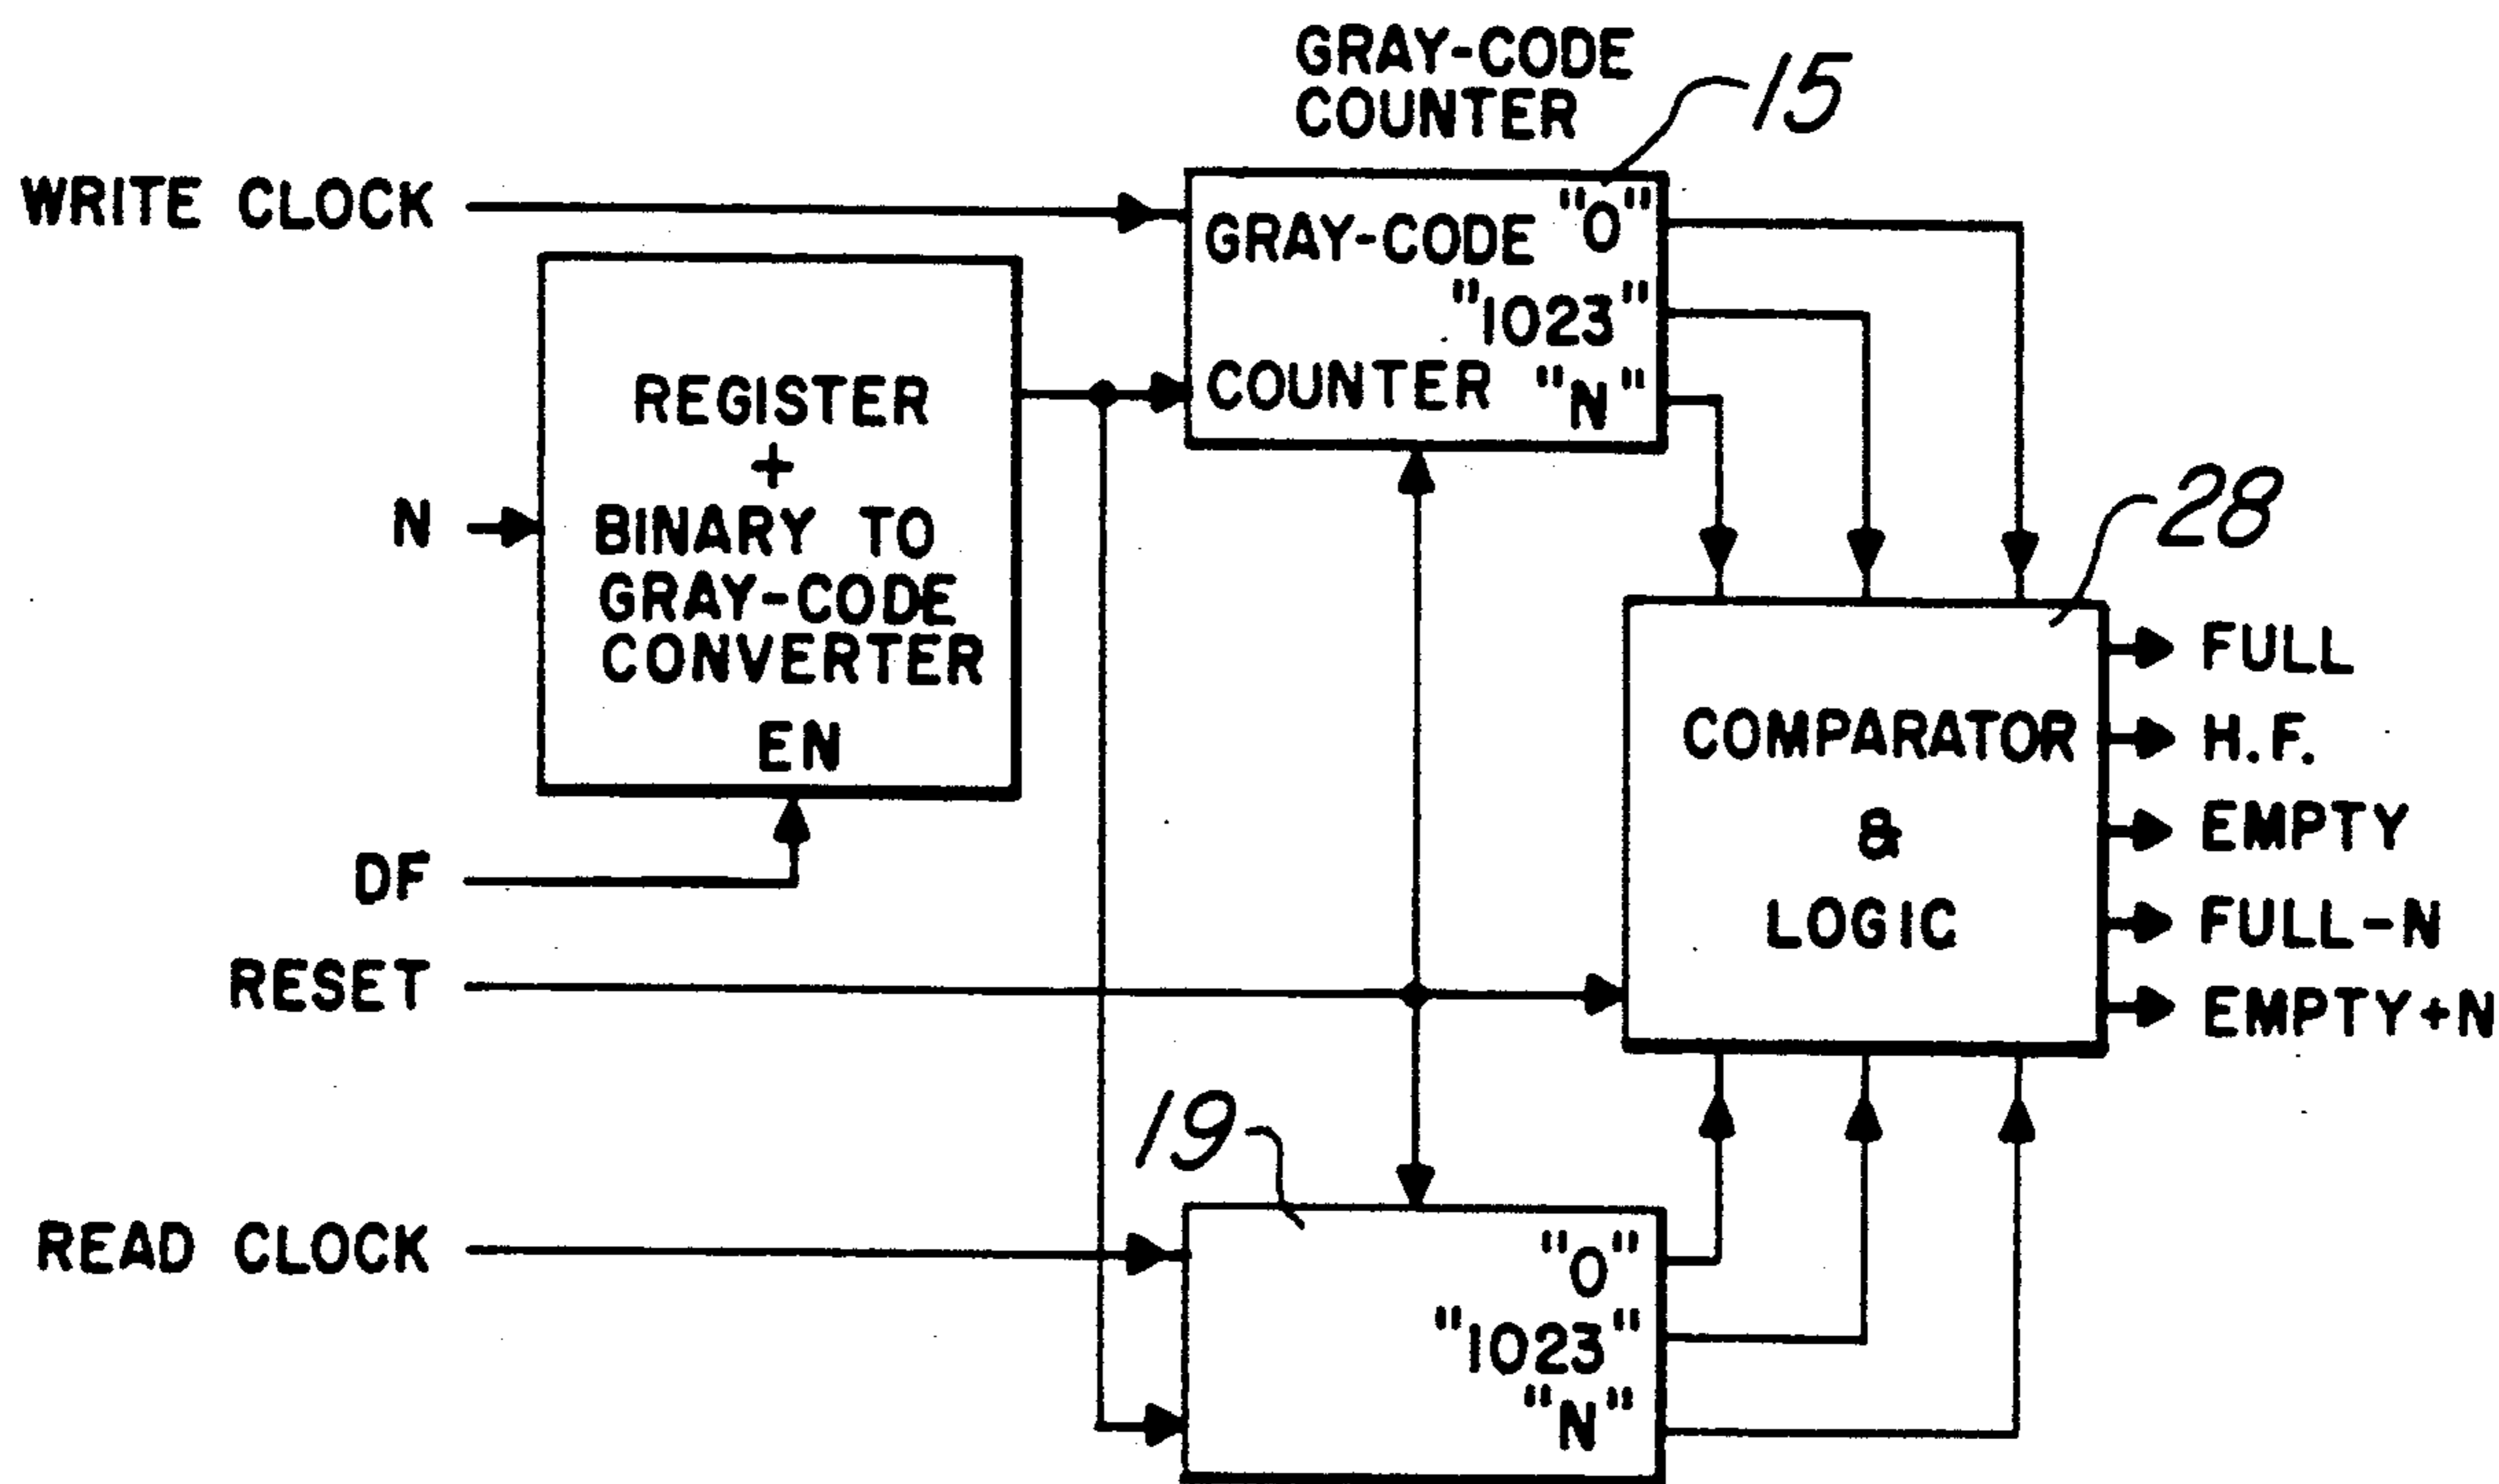 GRAY-CODE
COUNTER
15
WRITE CLOCK
GRAY-CODE "0"
"1023"
COUNTER "N"
REGISTER
+
N
BINARY TO
GRAY-CODE
CONVERTER
EN
28
FULL
COMPARATOR
H.F.
&
EMPTY
DF
LOGIC
FULL-N
RESET
EMPTY+N
19
READ CLOCK
"0"
"1023"
"N"